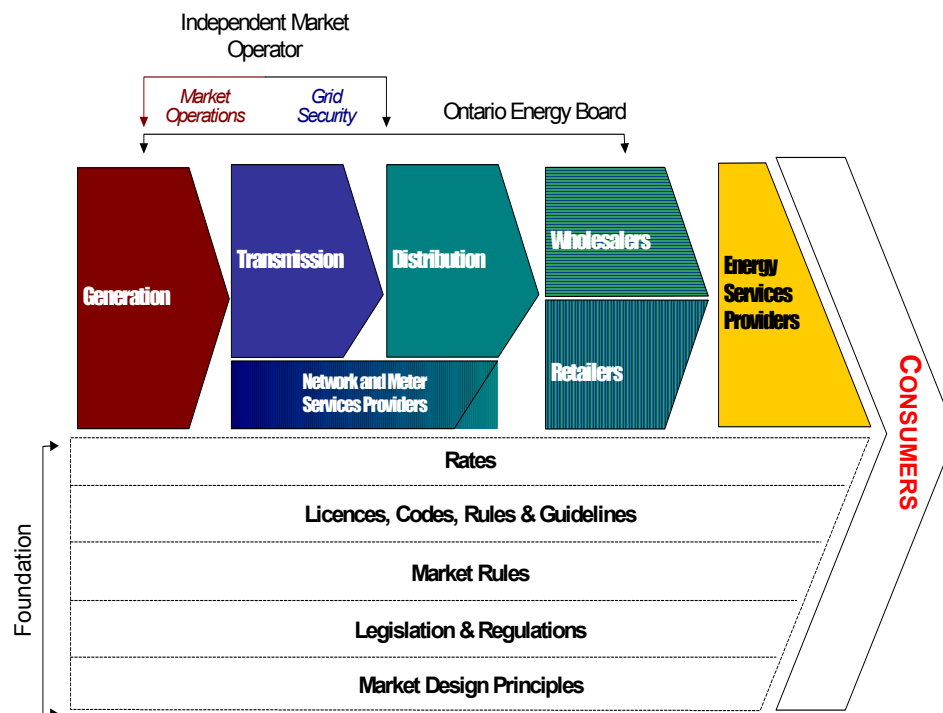 Independent Market
Operator
Market
Operations
Grid
Security
Ontario Energy Board
Generation
Transmission
Distribution
Wholesalers
Retailers
Energy
Services
Providers
Network and Meter
Services Providers
CONSUMERS
Foundation
Rates
Licences, Codes, Rules & Guidelines
Market Rules
Legislation & Regulations
Market Design Principles